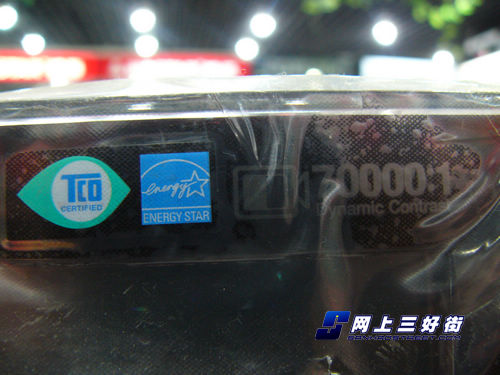 TCO
CERTIFIED
energy
ENERGY STAR
70000:1
Dynamic Contrast
网上三好街